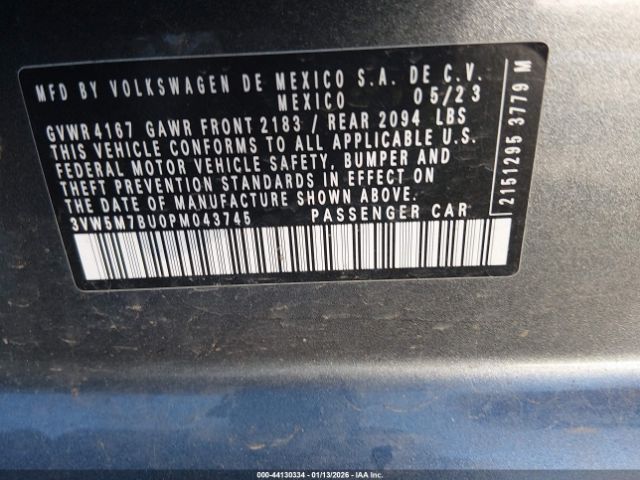 MFD BY VOLKSWAGEN DE MEXICO S.A. DE C.V.
MEXICO 05/23
GVWR 4167 GAWR FRONT 2183 / REAR 2094 LBS
THIS VEHICLE CONFORMS TO ALL APPLICABLE U.S.
FEDERAL MOTOR VEHICLE SAFETY, BUMPER AND
THEFT PREVENTION STANDARDS IN EFFECT ON
THE DATE OF MANUFACTURE SHOWN ABOVE.
3VW5M7BU0PM043745 PASSENGER CAR
2151295 3779 M
000-44130334 | 01/13/2026 - IAA Inc.